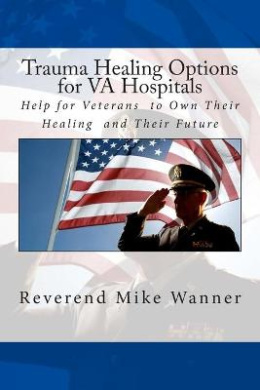 Trauma Healing Options
for VA Hospitals
Help for Veterans to Own Their
Healing and Their Future
Reverend Mike Wanner